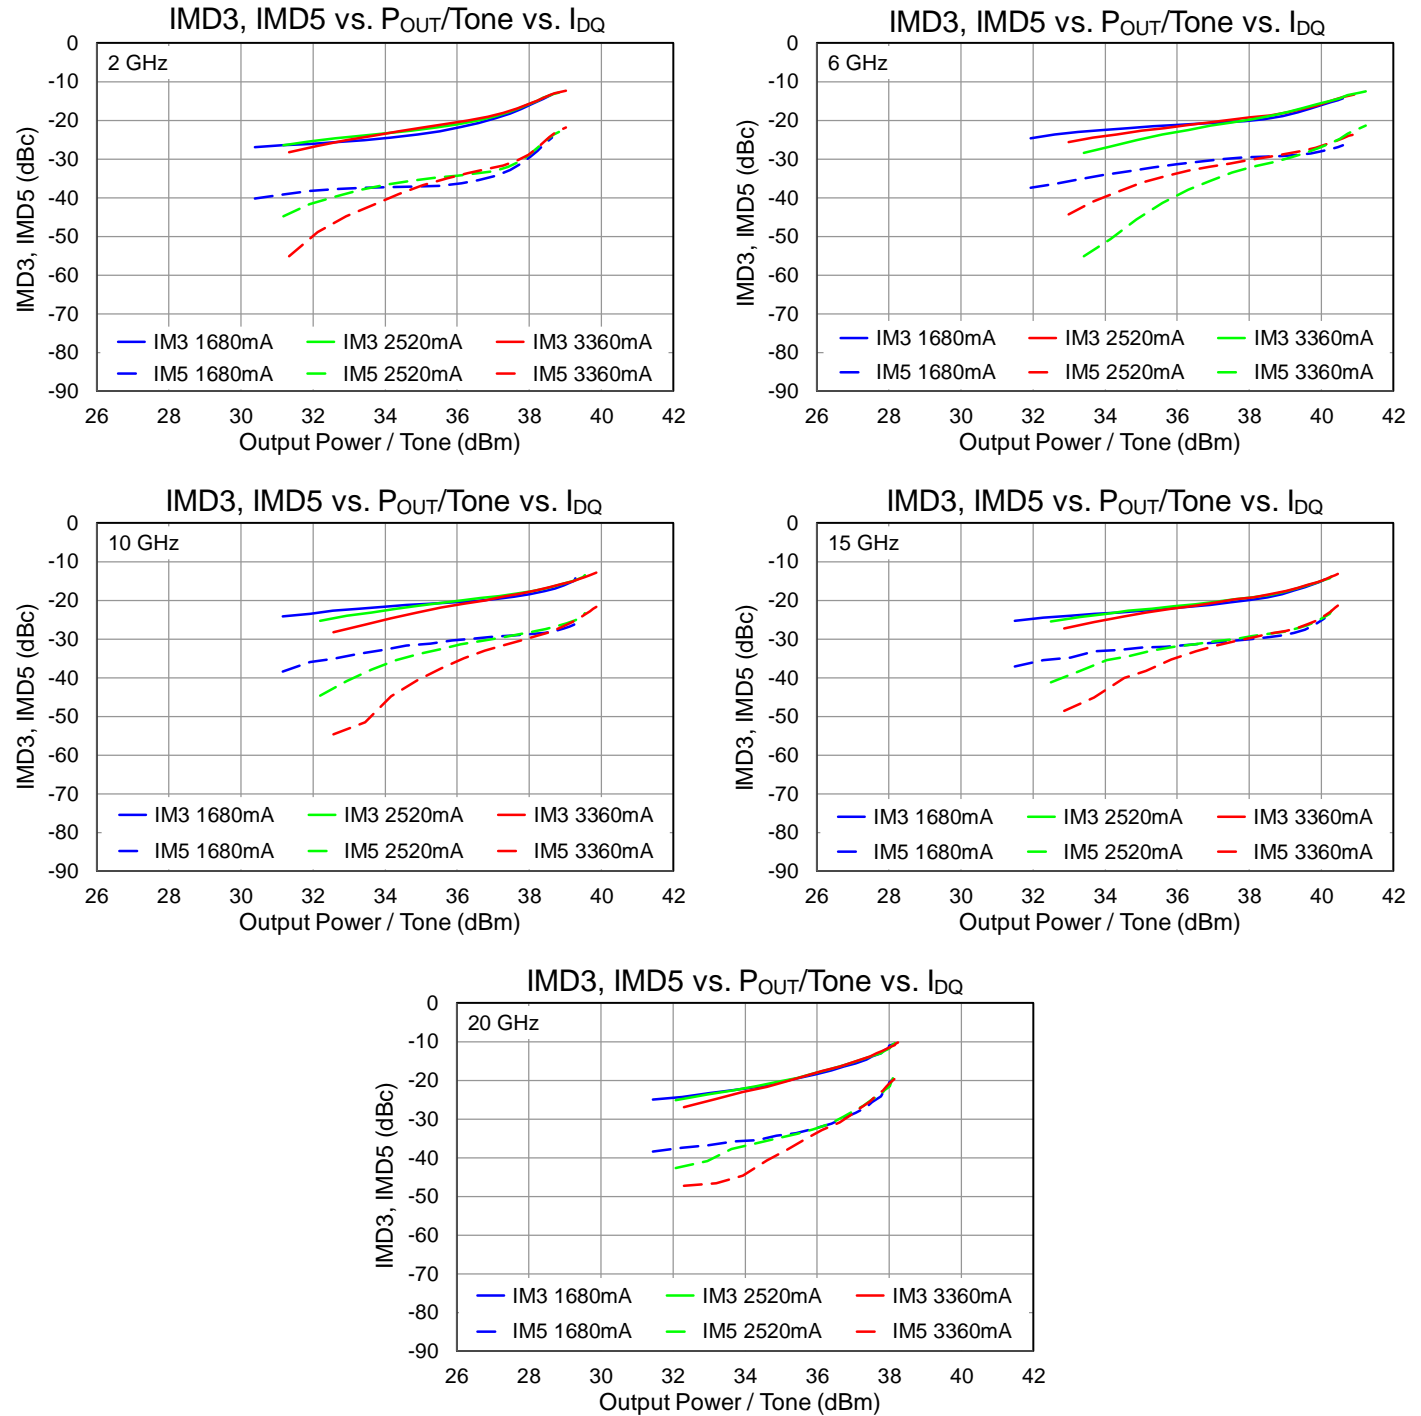 IMD3, IMD5 vs. POUT/Tone vs. IDQ
2 GHz
IMD3, IMD5 (dBc)
0
-10
-20
-30
-40
-50
-60
-70
-80
-90
IM3 1680mA IM3 2520mA IM3 3360mA
IM5 1680mA IM5 2520mA IM5 3360mA
26 28 30 32 34 36 38 40 42
Output Power / Tone (dBm)
IMD3, IMD5 vs. POUT/Tone vs. IDQ
6 GHz
IMD3, IMD5 (dBc)
0
-10
-20
-30
-40
-50
-60
-70
-80
-90
IM3 1680mA IM3 2520mA IM3 3360mA
IM5 1680mA IM5 2520mA IM5 3360mA
26 28 30 32 34 36 38 40 42
Output Power / Tone (dBm)
IMD3, IMD5 vs. POUT/Tone vs. IDQ
10 GHz
IMD3, IMD5 (dBc)
0
-10
-20
-30
-40
-50
-60
-70
-80
-90
IM3 1680mA IM3 2520mA IM3 3360mA
IM5 1680mA IM5 2520mA IM5 3360mA
26 28 30 32 34 36 38 40 42
Output Power / Tone (dBm)
IMD3, IMD5 vs. POUT/Tone vs. IDQ
15 GHz
IMD3, IMD5 (dBc)
0
-10
-20
-30
-40
-50
-60
-70
-80
-90
IM3 1680mA IM3 2520mA IM3 3360mA
IM5 1680mA IM5 2520mA IM5 3360mA
26 28 30 32 34 36 38 40 42
Output Power / Tone (dBm)
IMD3, IMD5 vs. POUT/Tone vs. IDQ
20 GHz
IMD3, IMD5 (dBc)
0
-10
-20
-30
-40
-50
-60
-70
-80
-90
IM3 1680mA IM3 2520mA IM3 3360mA
IM5 1680mA IM5 2520mA IM5 3360mA
26 28 30 32 34 36 38 40 42
Output Power / Tone (dBm)